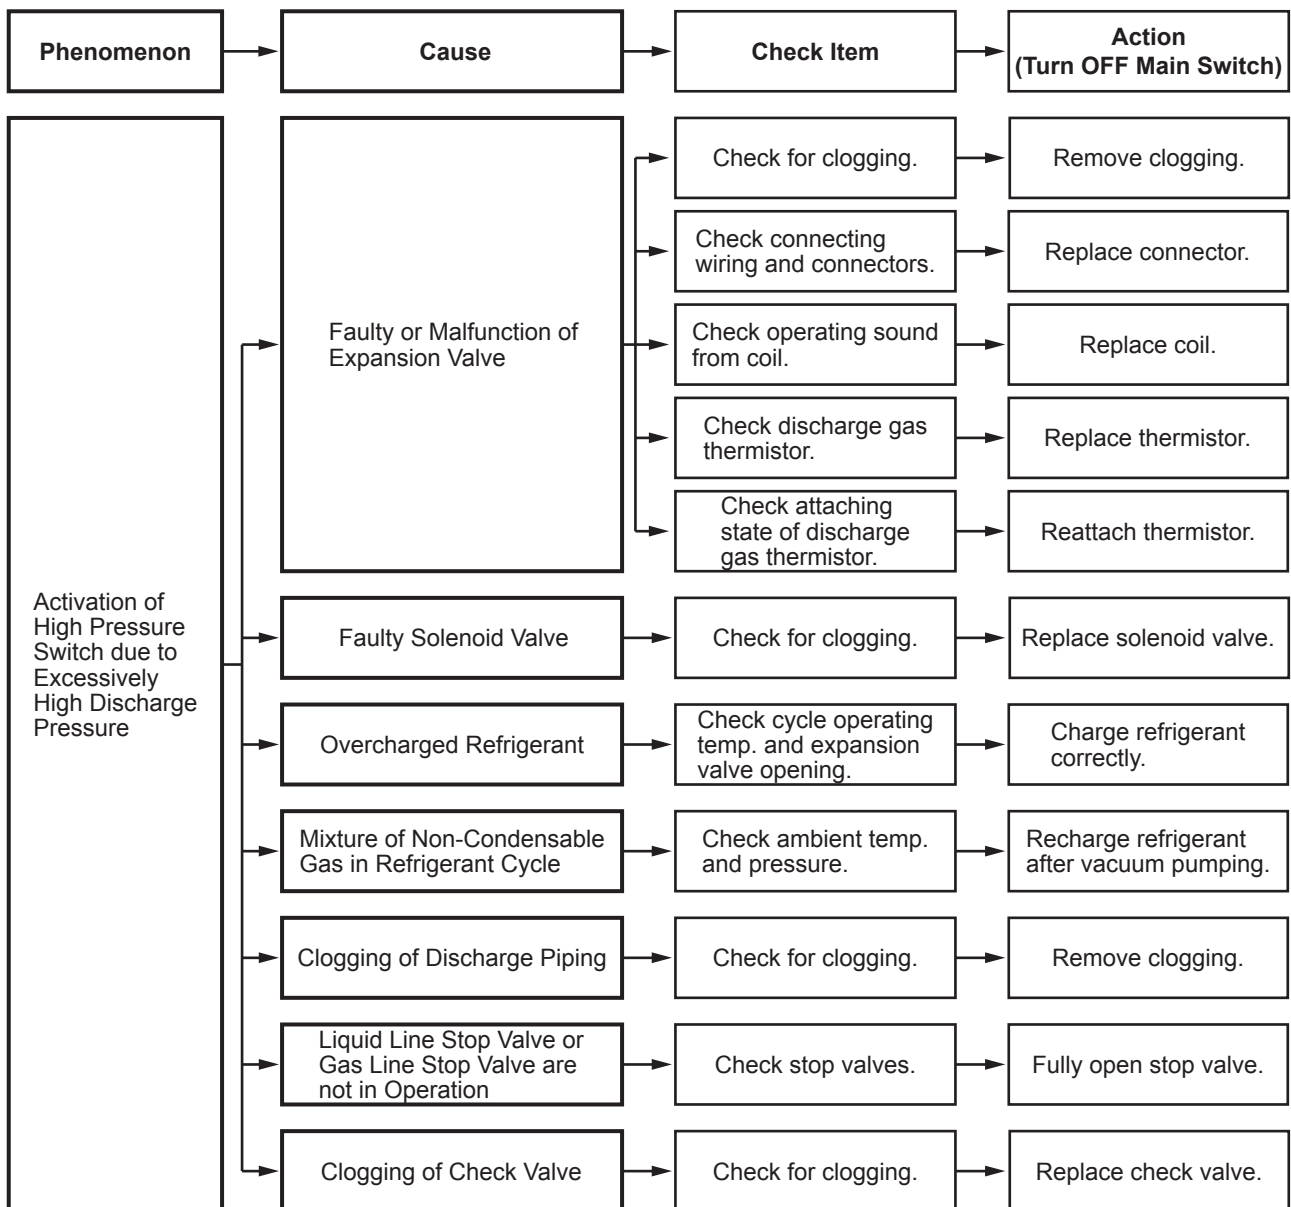 Phenomenon
Cause
Check Item
Action
(Turn OFF Main Switch)
Activation of
High Pressure
Switch due to
Excessively
High Discharge
Pressure
Faulty or Malfunction of
Expansion Valve
Check for clogging.
Remove clogging.
Check connecting
wiring and connectors.
Replace connector.
Check operating sound
from coil.
Replace coil.
Check discharge gas
thermistor.
Replace thermistor.
Check attaching
state of discharge
gas thermistor.
Reattach thermistor.
Faulty Solenoid Valve
Check for clogging.
Replace solenoid valve.
Overcharged Refrigerant
Check cycle operating
temp. and expansion
valve opening.
Charge refrigerant
correctly.
Mixture of Non-Condensable
Gas in Refrigerant Cycle
Check ambient temp.
and pressure.
Recharge refrigerant
after vacuum pumping.
Clogging of Discharge Piping
Check for clogging.
Remove clogging.
Liquid Line Stop Valve or
Gas Line Stop Valve are
not in Operation
Check stop valves.
Fully open stop valve.
Clogging of Check Valve
Check for clogging.
Replace check valve.